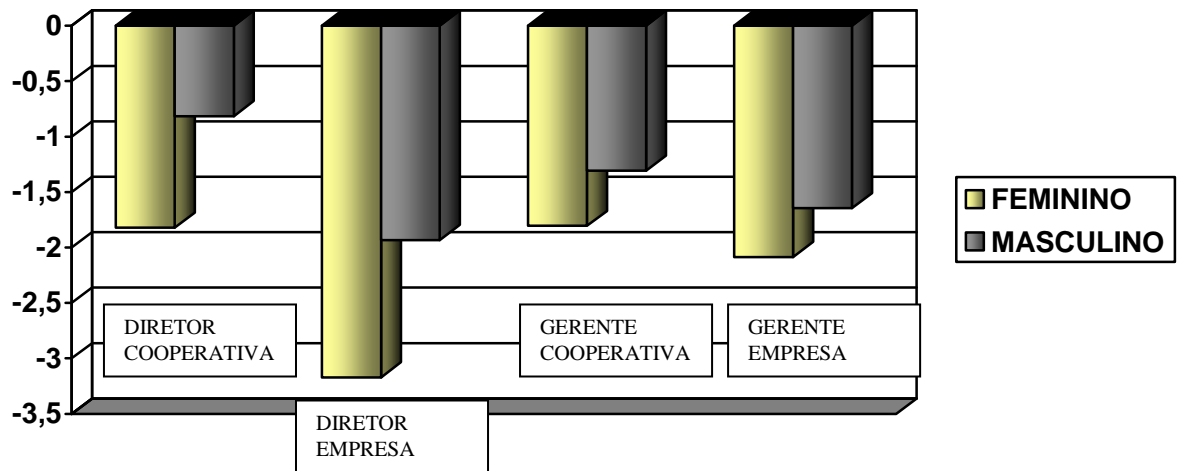 0
-0,5
-1
-1,5
-2
-2,5
-3
-3,5
DIRETOR
COOPERATIVA
DIRETOR
EMPRESA
GERENTE
COOPERATIVA
GERENTE
EMPRESA
FEMININO
MASCULINO